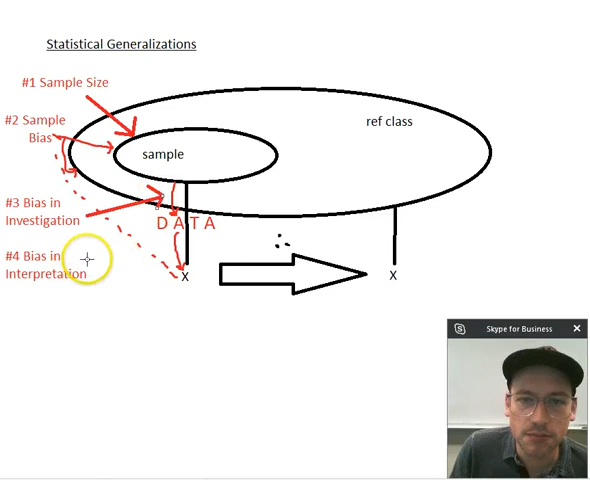 Statistical Generalizations
#1 Sample Size
#2 Sample
Bias
ref class
sample
#3 Bias in
Investigation
DATA
#4 Bias in
Interpretation
X
X
Skype for Business